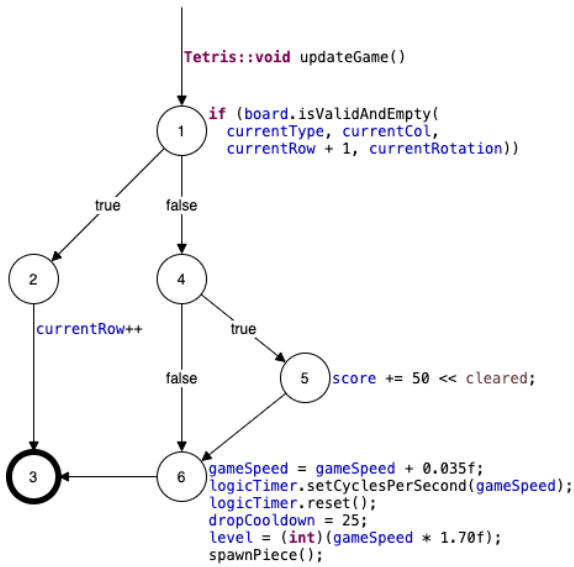 Tetris::void updateGame()
1
if (board.isValidAndEmpty(
currentType, currentCol,
currentRow + 1, currentRotation))
true
false
2
4
currentRow++
true
false
5
score += 50 << cleared;
3
6
gameSpeed = gameSpeed + 0.035f;
logicTimer.setCyclesPerSecond(gameSpeed);
logicTimer.reset();
dropCooldown = 25;
level = (int)(gameSpeed * 1.70f);
spawnPiece();